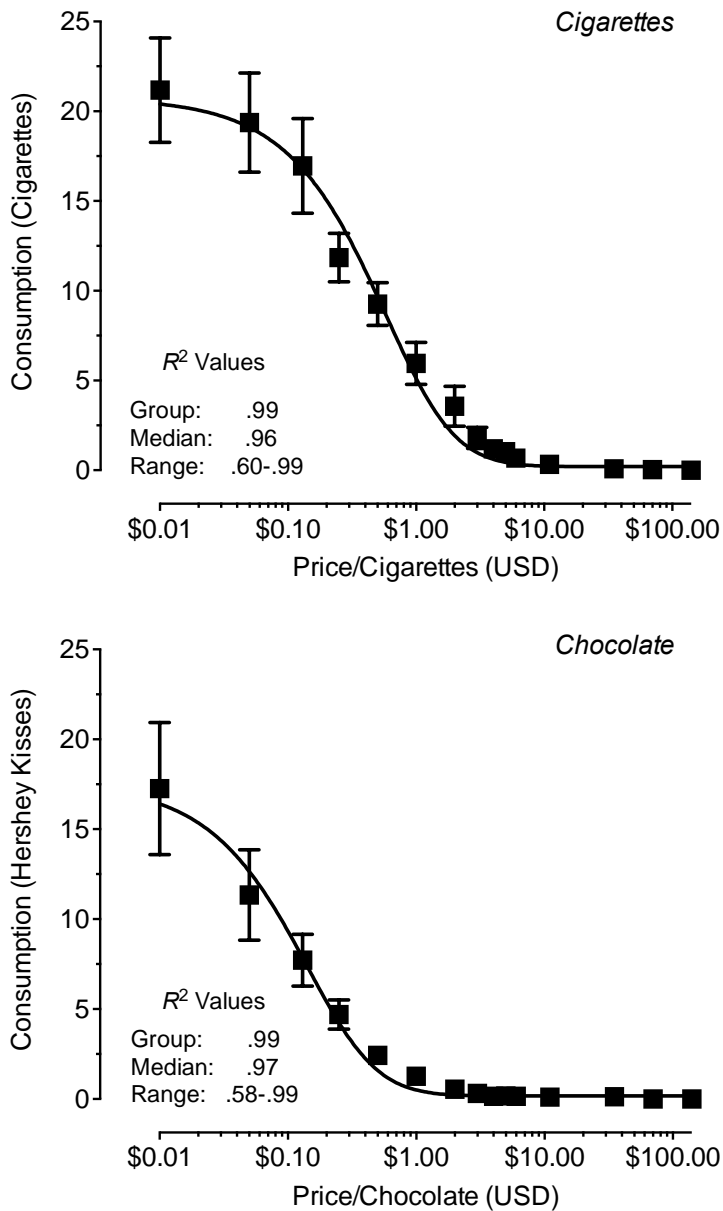 Cigarettes
25
20
15
10
5
0
Consumption (Cigarettes)
R² Values
Group: .99
Median: .96
Range: .60-.99
$0.01 $0.10 $1.00 $10.00 $100.00
Price/Cigarettes (USD)
Chocolate
25
20
15
10
5
0
Consumption (Hershey Kisses)
R² Values
Group: .99
Median: .97
Range: .58-.99
$0.01 $0.10 $1.00 $10.00 $100.00
Price/Chocolate (USD)